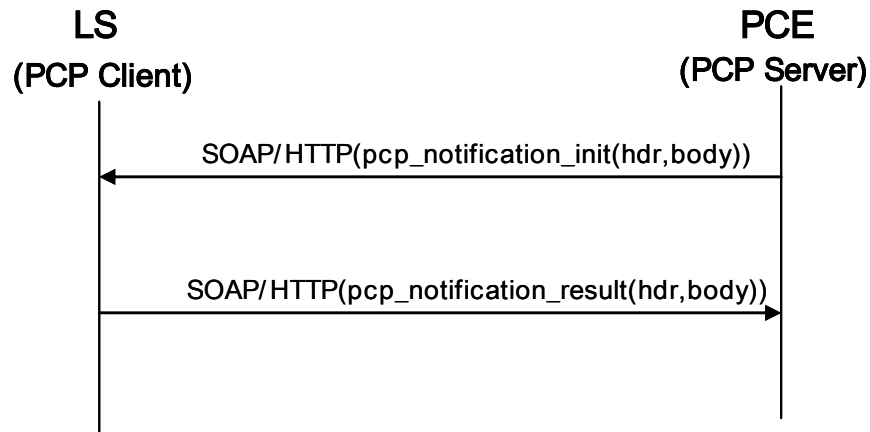 LS
(PCP Client)
PCE
(PCP Server)
SOAP/HTTP(pcp_notification_init(hdr,body))
SOAP/HTTP(pcp_notification_result(hdr,body))